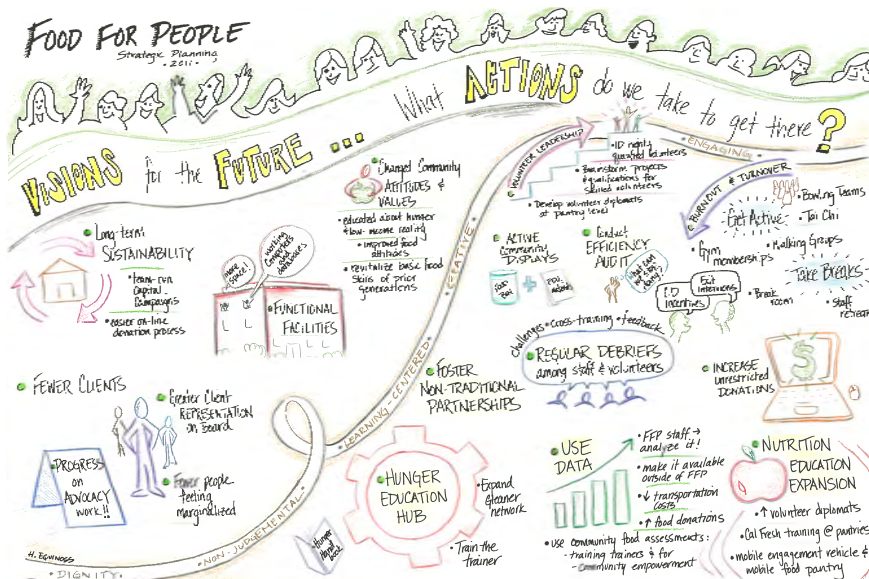 FOOD FOR PEOPLE
Strategic Planning
· 2011 ·
VISIONS for the FUTURE ... What ACTIONS do we take to get there?
Long-term
SUSTAINABILITY
· team-run
Capital
Campaigns
· easier on-line
donation process
more
space!
working
Computers
and
databases
· FUNCTIONAL
FACILITIES
Changed Community
ATTITUDES &
VALUES
· educated about hunger
& low-income reality
· improved food
attitudes
· revitalize basic food
skills of prior
generations
FEWER CLIENTS
Greater Client
REPRESENTATION
on Board
PROGRESS
on
ADVOCACY
work!!
Fewer people
feeling
marginalized
H. EQUINOSS
· DIGNITY ·
· NON-JUDGEMENTAL ·
· LEARNING-CENTERED ·
CREATIVE
ENGAGING ·
VOLUNTEER LEADERSHIP
· ID highly
qualified volunteers
· Brainstorm projects
& qualifications for
skilled volunteers
· Develop volunteer diplomats
at pantry level
BURNOUT & TURNOVER
· Bowling Teams
· Tai Chi
Get Active
· Walking Groups
· Gym
memberships
Take Breaks
· Break
room
· Staff
retreat
ACTIVE
Community
DISPLAYS
FOOD
BOX
Conduct
EFFICIENCY
AUDIT
I.D.
Incentives
Exit
Interviews
challenges · cross-training · feedback
REGULAR DEBRIEFS
among staff & volunteers
FOSTER
NON-TRADITIONAL
PARTNERSHIPS
INCREASE
unrestricted
DONATIONS
$
HUNGER
EDUCATION
HUB
Hunger
Hand
book
· Expand
gleaner
network
· Train the
trainer
USE
DATA
· FFP staff →
analyze it!
· make it available
outside of FFP
· ↓ transportation
costs
· ↑ food donations
· use community food assessments:
- training trainers & for
- community empowerment
NUTRITION
EDUCATION
EXPANSION
· ↑ volunteer diplomats
· Cal Fresh training @ pantries
· mobile engagement vehicle &
mobile food pantry